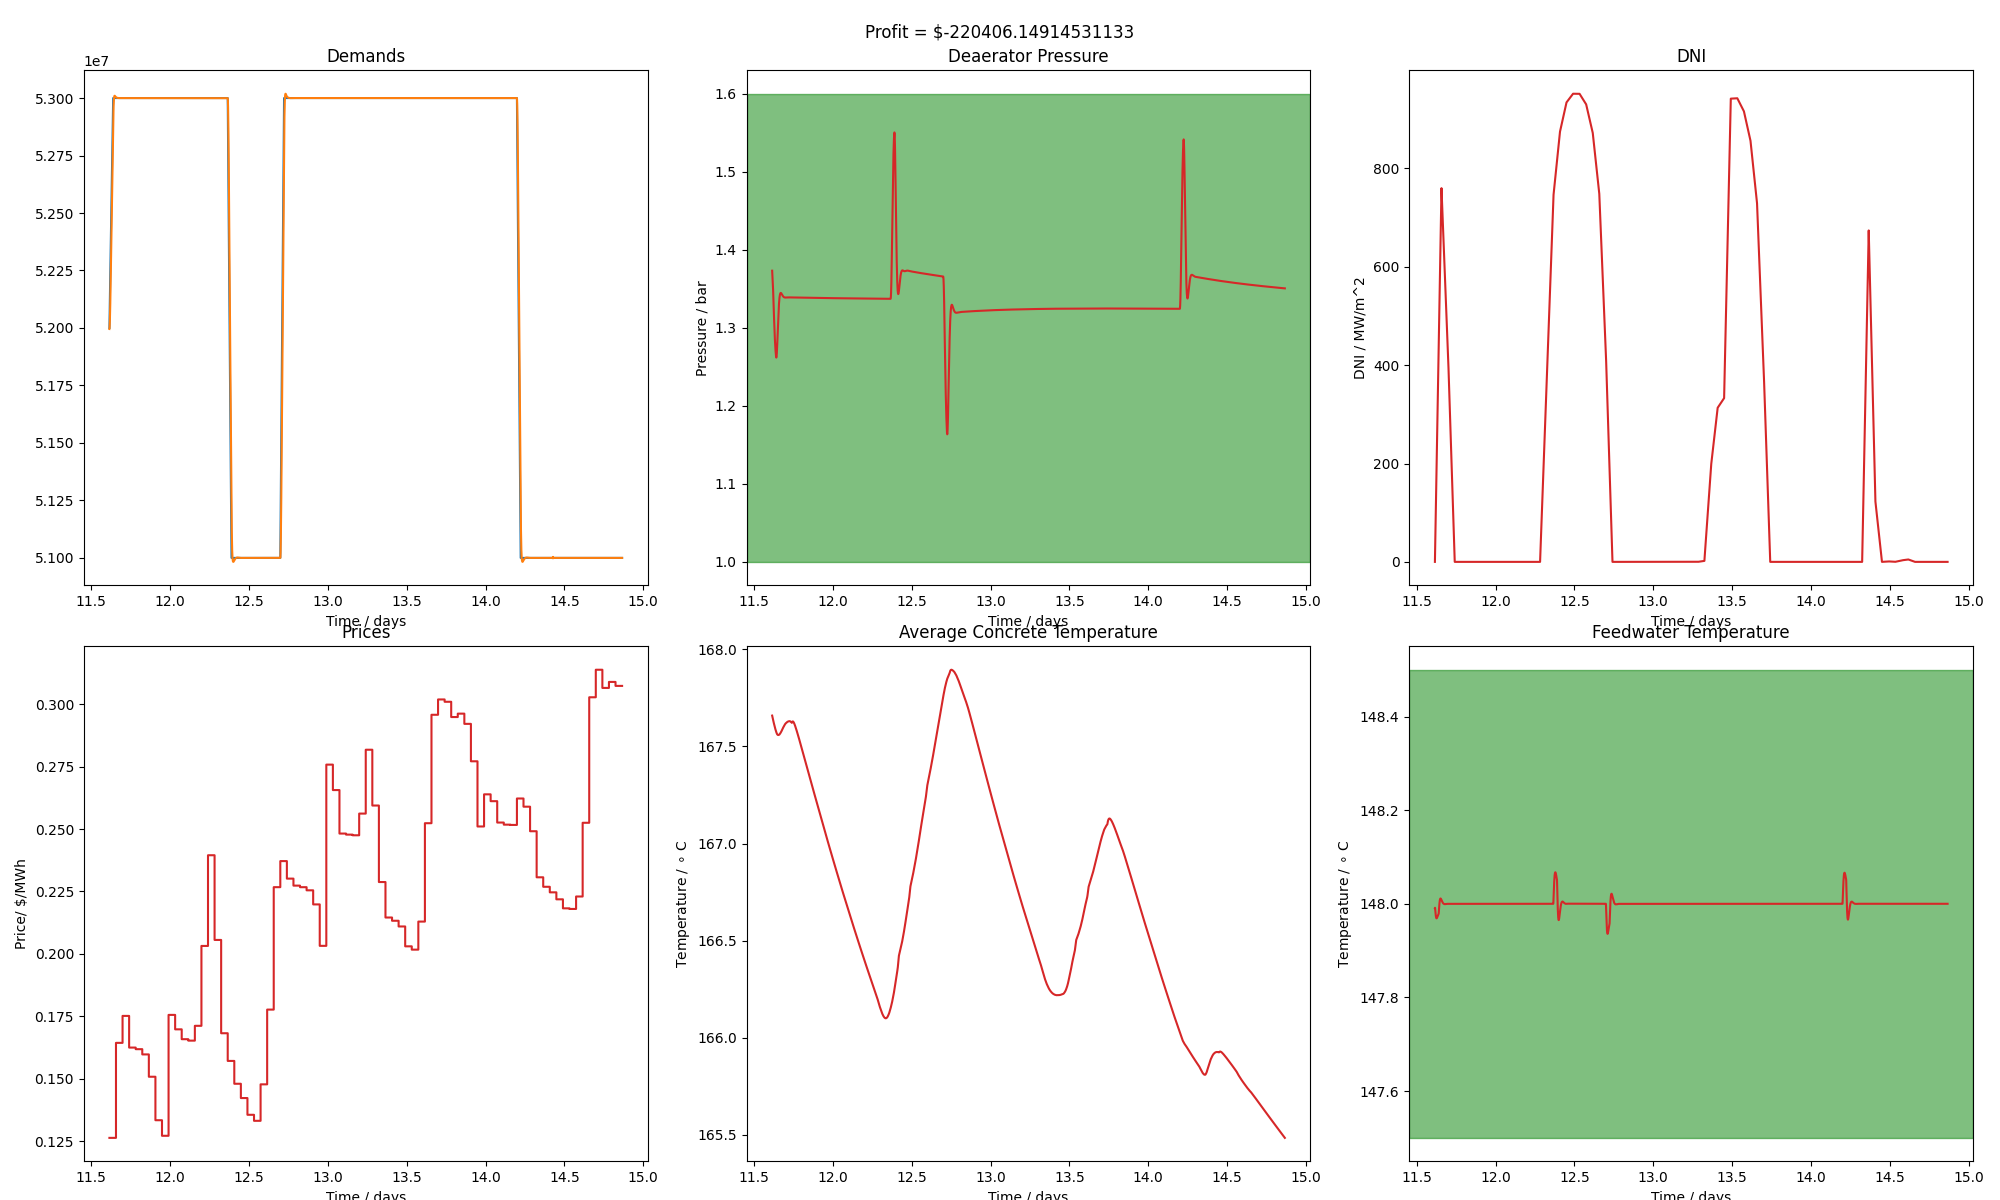 Profit = $-220406.14914531133
Demands
1e7
5.300
5.275
5.250
5.225
5.200
5.175
5.150
5.125
5.100
11.5 12.0 12.5 13.0 13.5 14.0 14.5 15.0
Time / days
Deaerator Pressure
Pressure / bar
1.6
1.5
1.4
1.3
1.2
1.1
1.0
11.5 12.0 12.5 13.0 13.5 14.0 14.5 15.0
Time / days
DNI
DNI / MW/m^2
800
600
400
200
0
11.5 12.0 12.5 13.0 13.5 14.0 14.5 15.0
Time / days
Prices
Price/ $/MWh
0.300
0.275
0.250
0.225
0.200
0.175
0.150
0.125
11.5 12.0 12.5 13.0 13.5 14.0 14.5 15.0
Time / days
Average Concrete Temperature
Temperature / ∘ C
168.0
167.5
167.0
166.5
166.0
165.5
11.5 12.0 12.5 13.0 13.5 14.0 14.5 15.0
Time / days
Feedwater Temperature
Temperature / ∘ C
148.4
148.2
148.0
147.8
147.6
11.5 12.0 12.5 13.0 13.5 14.0 14.5 15.0
Time / days